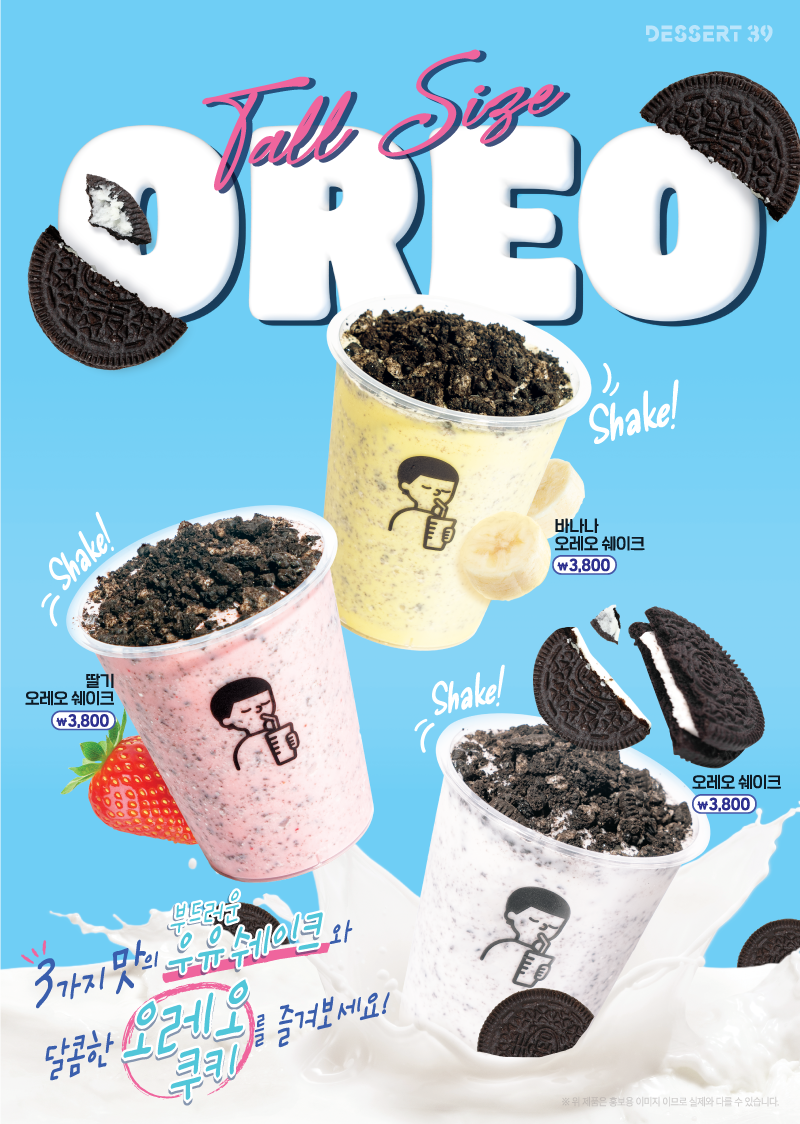 DESSERT 39
Tall Size
OREO
Shake!
바나나
오레오 쉐이크
₩3,800
Shake!
딸기
오레오 쉐이크
₩3,800
Shake!
오레오 쉐이크
₩3,800
3가지 맛의 부드러운 우유 쉐이크와
달콤한 오레오 쿠키를 즐겨보세요!
※ 위 제품은 홍보용 이미지 이므로 실제와 다를 수 있습니다.